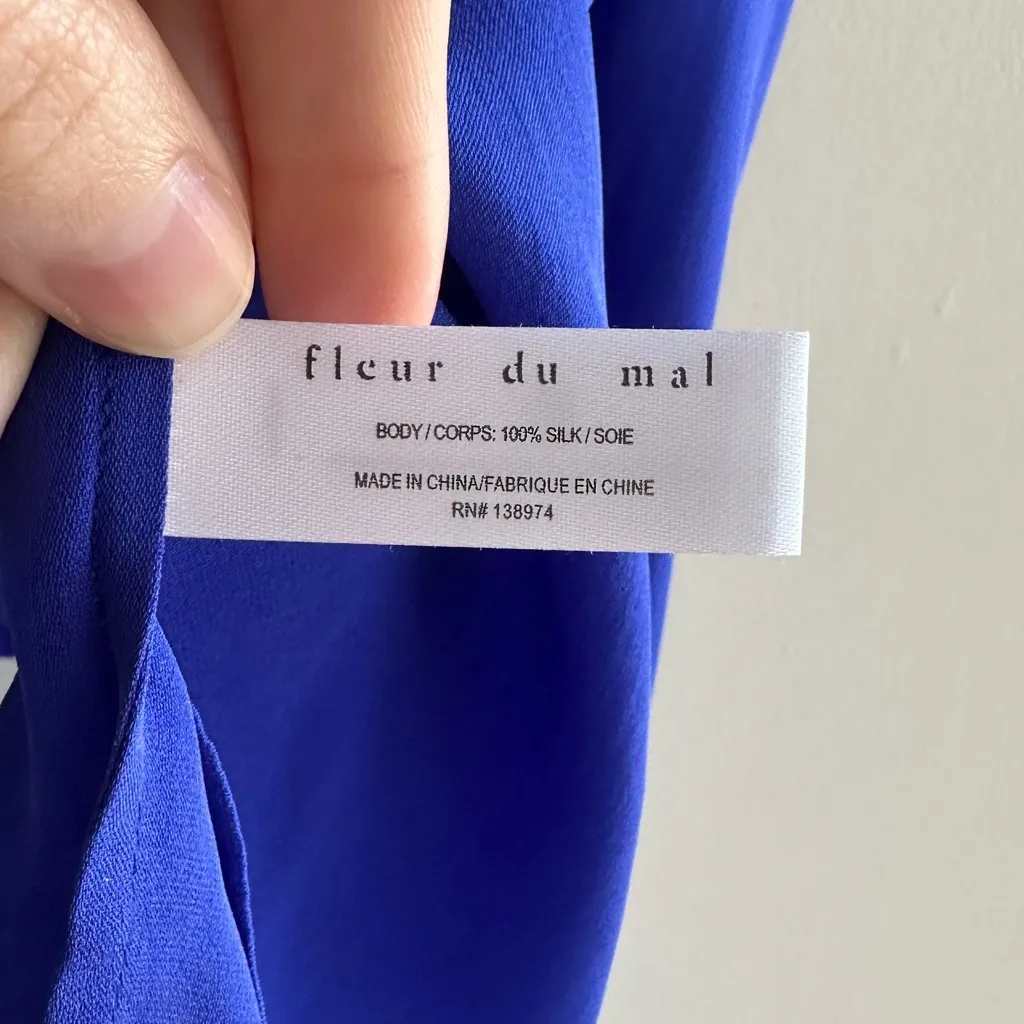 fleur du mal
BODY / CORPS: 100% SILK / SOIE
MADE IN CHINA/FABRIQUE EN CHINE
RN# 138974